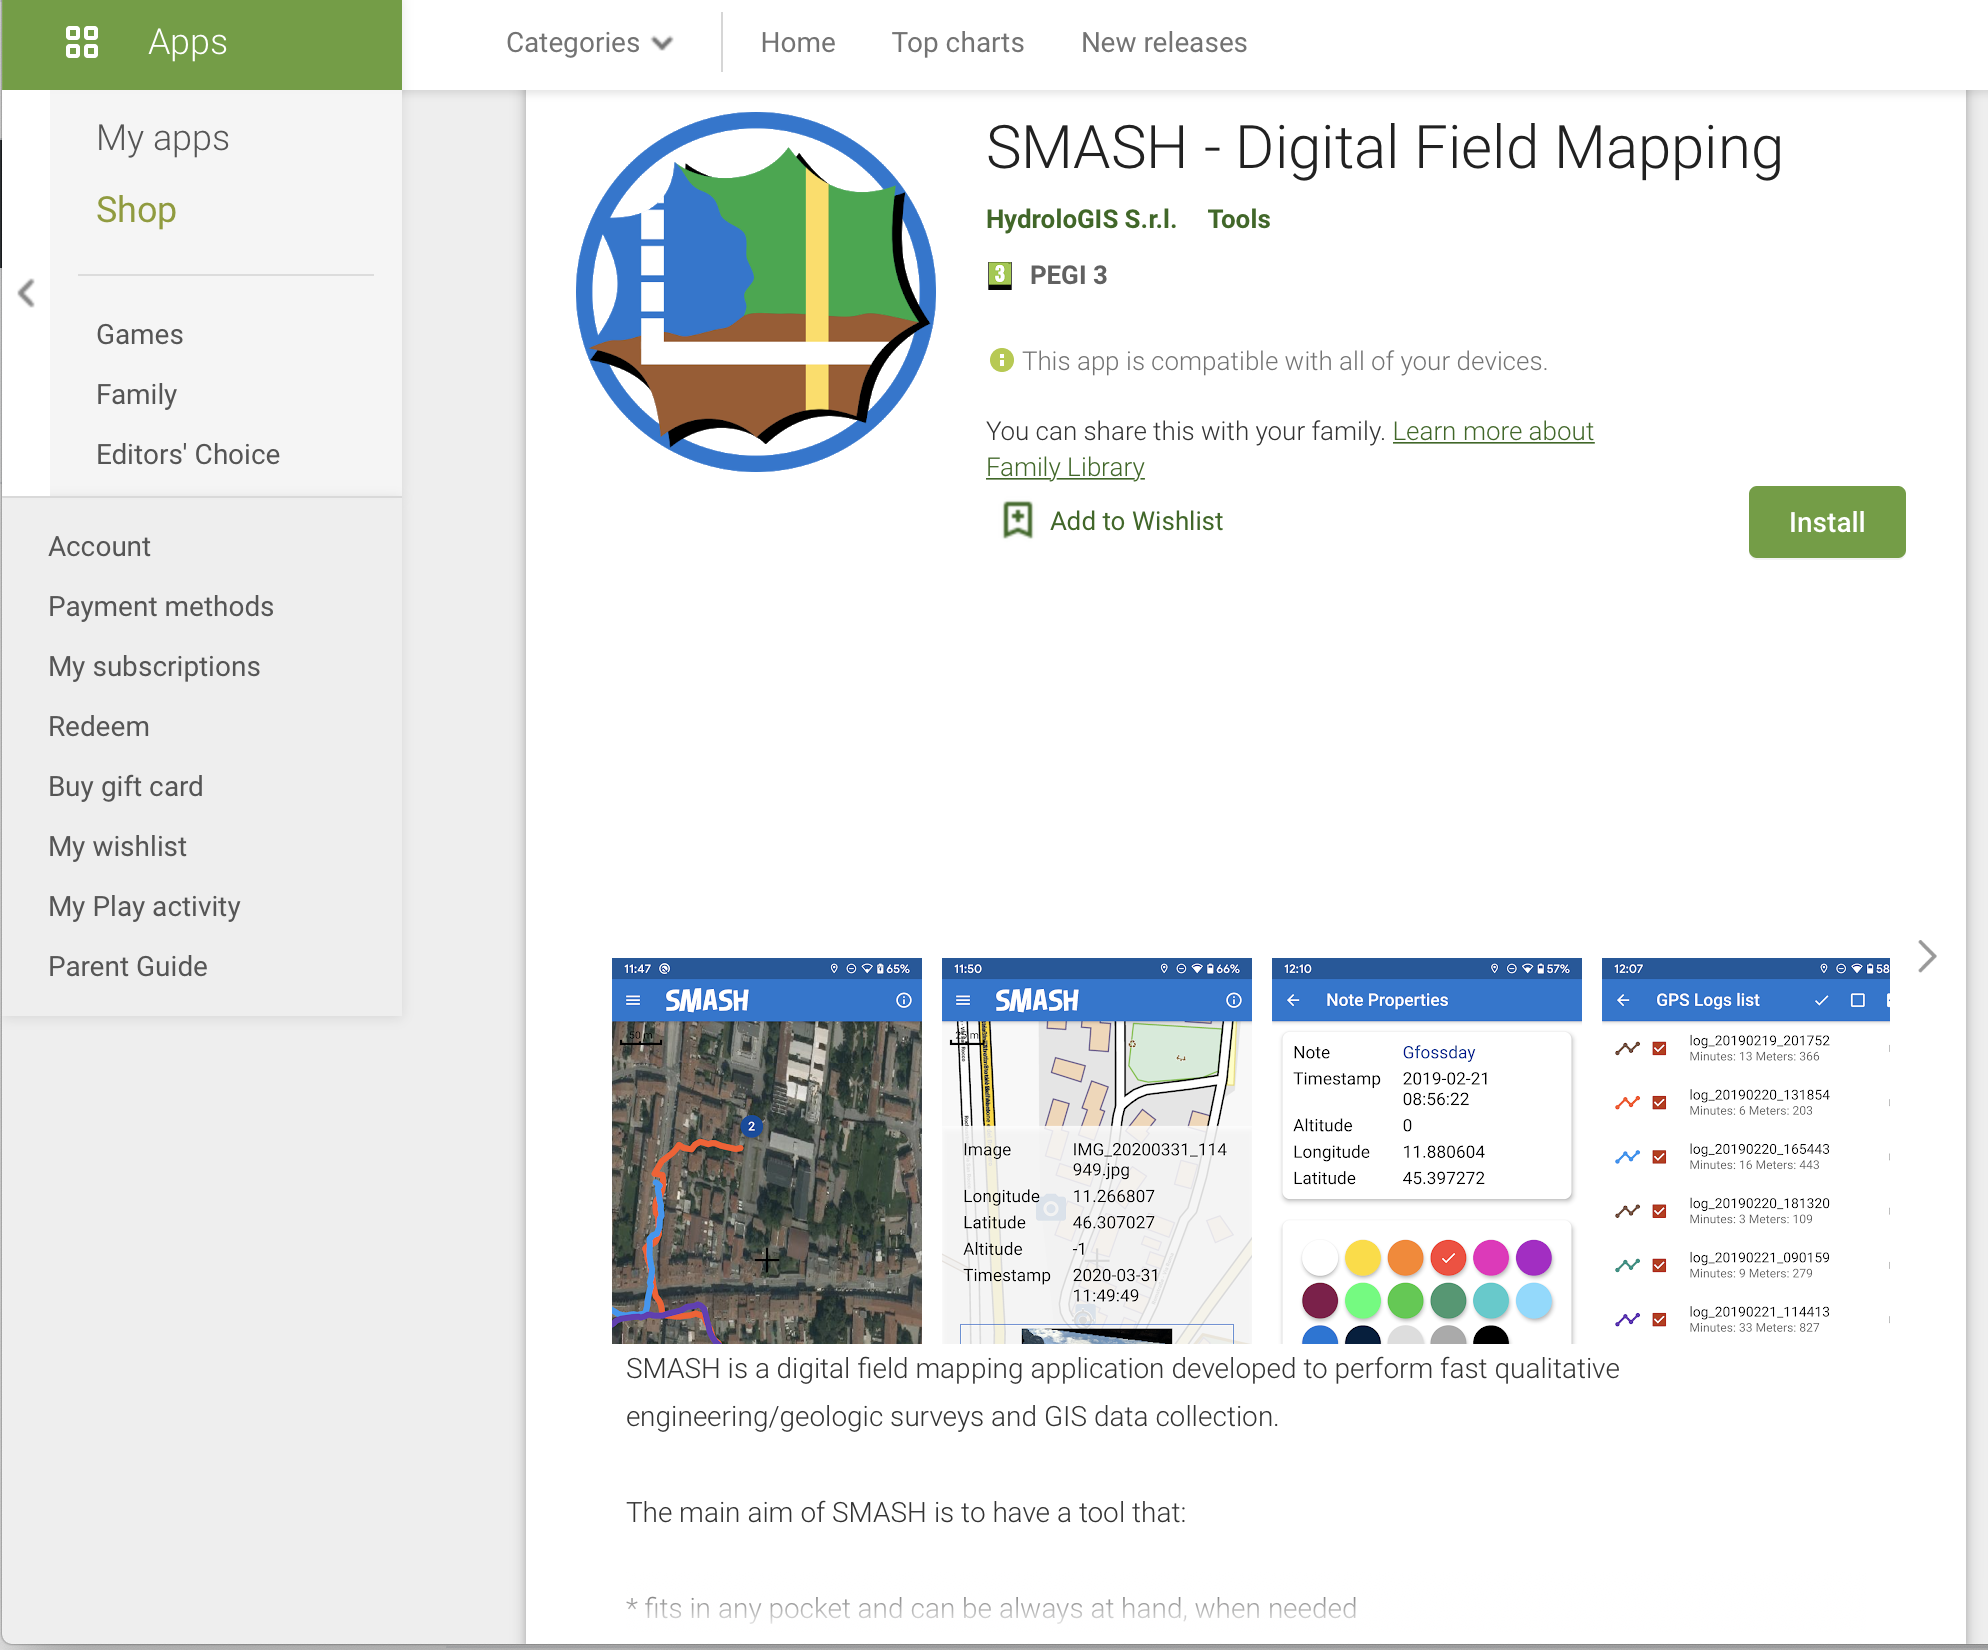 Apps
Categories
Home
Top charts
New releases
My apps
Shop
Games
Family
Editors' Choice
Account
Payment methods
My subscriptions
Redeem
Buy gift card
My wishlist
My Play activity
Parent Guide
SMASH - Digital Field Mapping
HydroloGIS S.r.l. Tools
3 PEGI 3
This app is compatible with all of your devices.
You can share this with your family. Learn more about
Family Library
Add to Wishlist
Install
11:47 65%
SMASH
50 m
2
11:50 66%
SMASH
Image IMG_20200331_114
949.jpg
Longitude 11.266807
Latitude 46.307027
Altitude -1
Timestamp 2020-03-31
11:49:49
12:10 57%
Note Properties
Note Gfossday
Timestamp 2019-02-21
08:56:22
Altitude 0
Longitude 11.880604
Latitude 45.397272
12:07 58
GPS Logs list
log_20190219_201752
Minutes: 13 Meters: 366
log_20190220_131854
Minutes: 6 Meters: 203
log_20190220_165443
Minutes: 16 Meters: 443
log_20190220_181320
Minutes: 3 Meters: 109
log_20190221_090159
Minutes: 9 Meters: 279
log_20190221_114413
Minutes: 33 Meters: 827
SMASH is a digital field mapping application developed to perform fast qualitative
engineering/geologic surveys and GIS data collection.
The main aim of SMASH is to have a tool that:
* fits in any pocket and can be always at hand, when needed